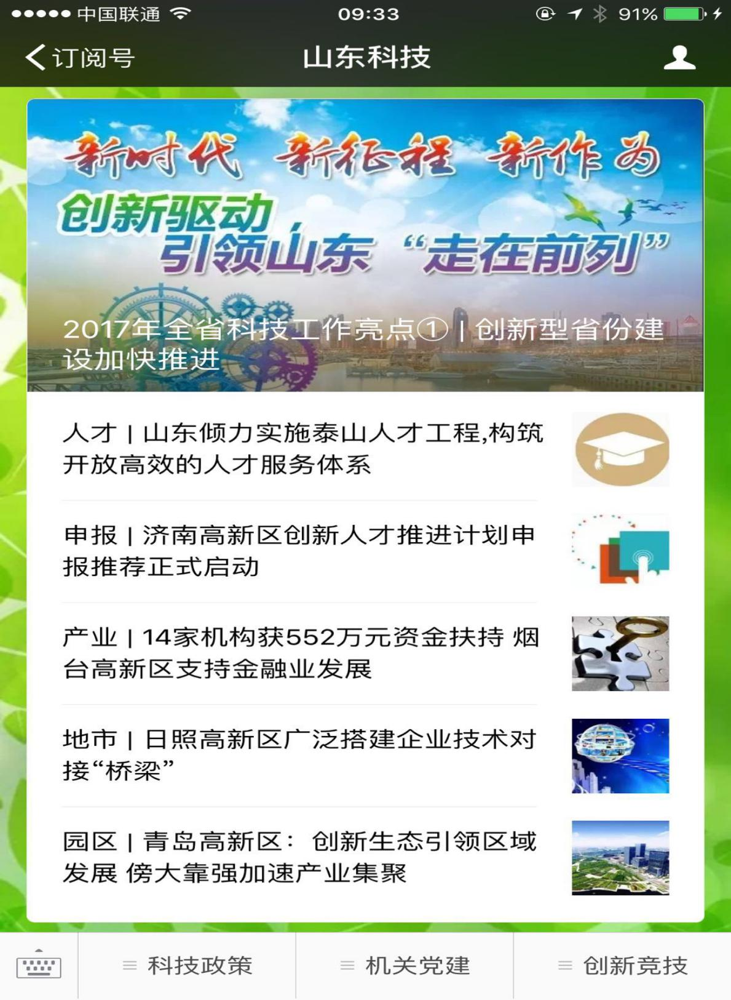 中国联通 09:33 91%
订阅号 山东科技
新时代 新征程 新作为
创新驱动，
引领山东“走在前列”
2017年全省科技工作亮点① | 创新型省份建
设加快推进
人才 | 山东倾力实施泰山人才工程,构筑
开放高效的人才服务体系
申报 | 济南高新区创新人才推进计划申
报推荐正式启动
产业 | 14家机构获552万元资金扶持 烟
台高新区支持金融业发展
地市 | 日照高新区广泛搭建企业技术对
接“桥梁”
园区 | 青岛高新区：创新生态引领区域
发展 傍大靠强加速产业集聚
科技政策 机关党建 创新竞技